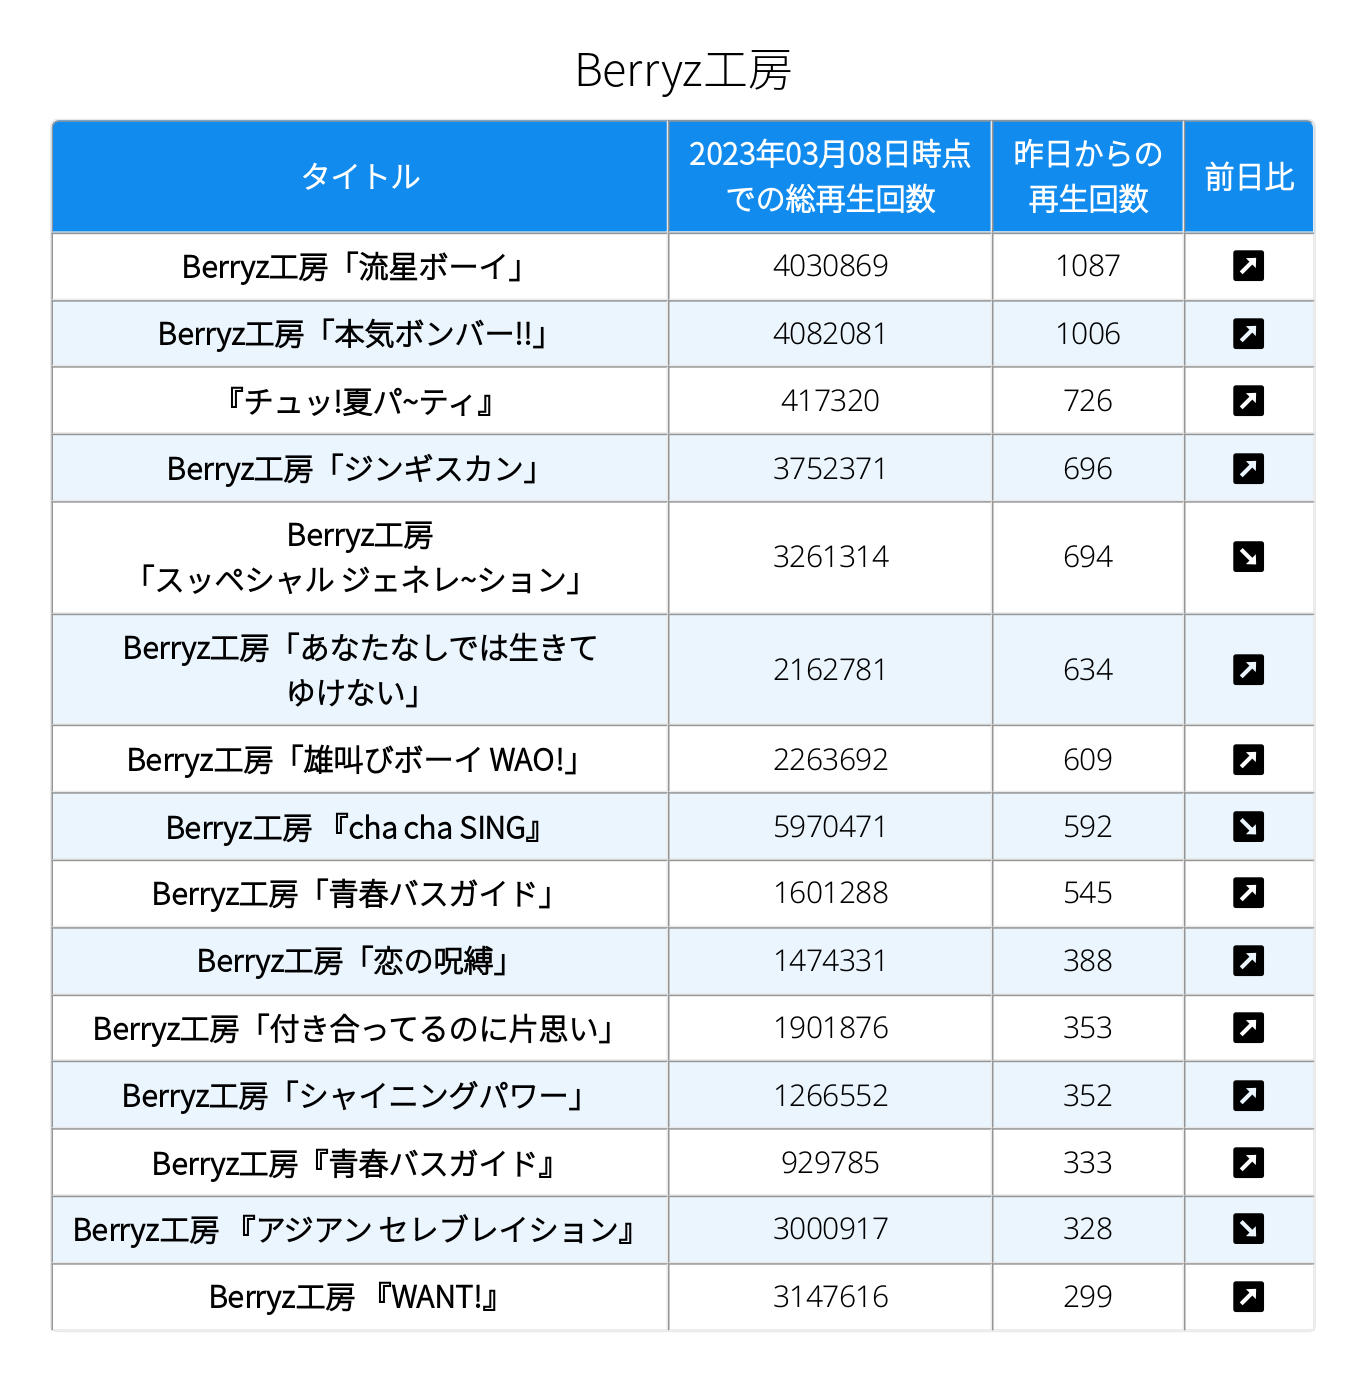 Berryz工房
タイトル
2023年03月08日時点
での総再生回数
昨日からの
再生回数
前日比
Berryz工房「流星ボーイ」 4030869 1087 ↗
Berryz工房「本気ボンバー!!」 4082081 1006 ↗
『チュッ!夏パ~ティ』 417320 726 ↗
Berryz工房「ジンギスカン」 3752371 696 ↗
Berryz工房
「スッペシャル ジェネレ~ション」 3261314 694 ↘
Berryz工房「あなたなしでは生きて
ゆけない」 2162781 634 ↗
Berryz工房「雄叫びボーイ WAO!」 2263692 609 ↗
Berryz工房 『cha cha SING』 5970471 592 ↘
Berryz工房「青春バスガイド」 1601288 545 ↗
Berryz工房「恋の呪縛」 1474331 388 ↗
Berryz工房「付き合ってるのに片思い」 1901876 353 ↗
Berryz工房「シャイニングパワー」 1266552 352 ↗
Berryz工房『青春バスガイド』 929785 333 ↗
Berryz工房 『アジアン セレブレイション』 3000917 328 ↘
Berryz工房 『WANT!』 3147616 299 ↗